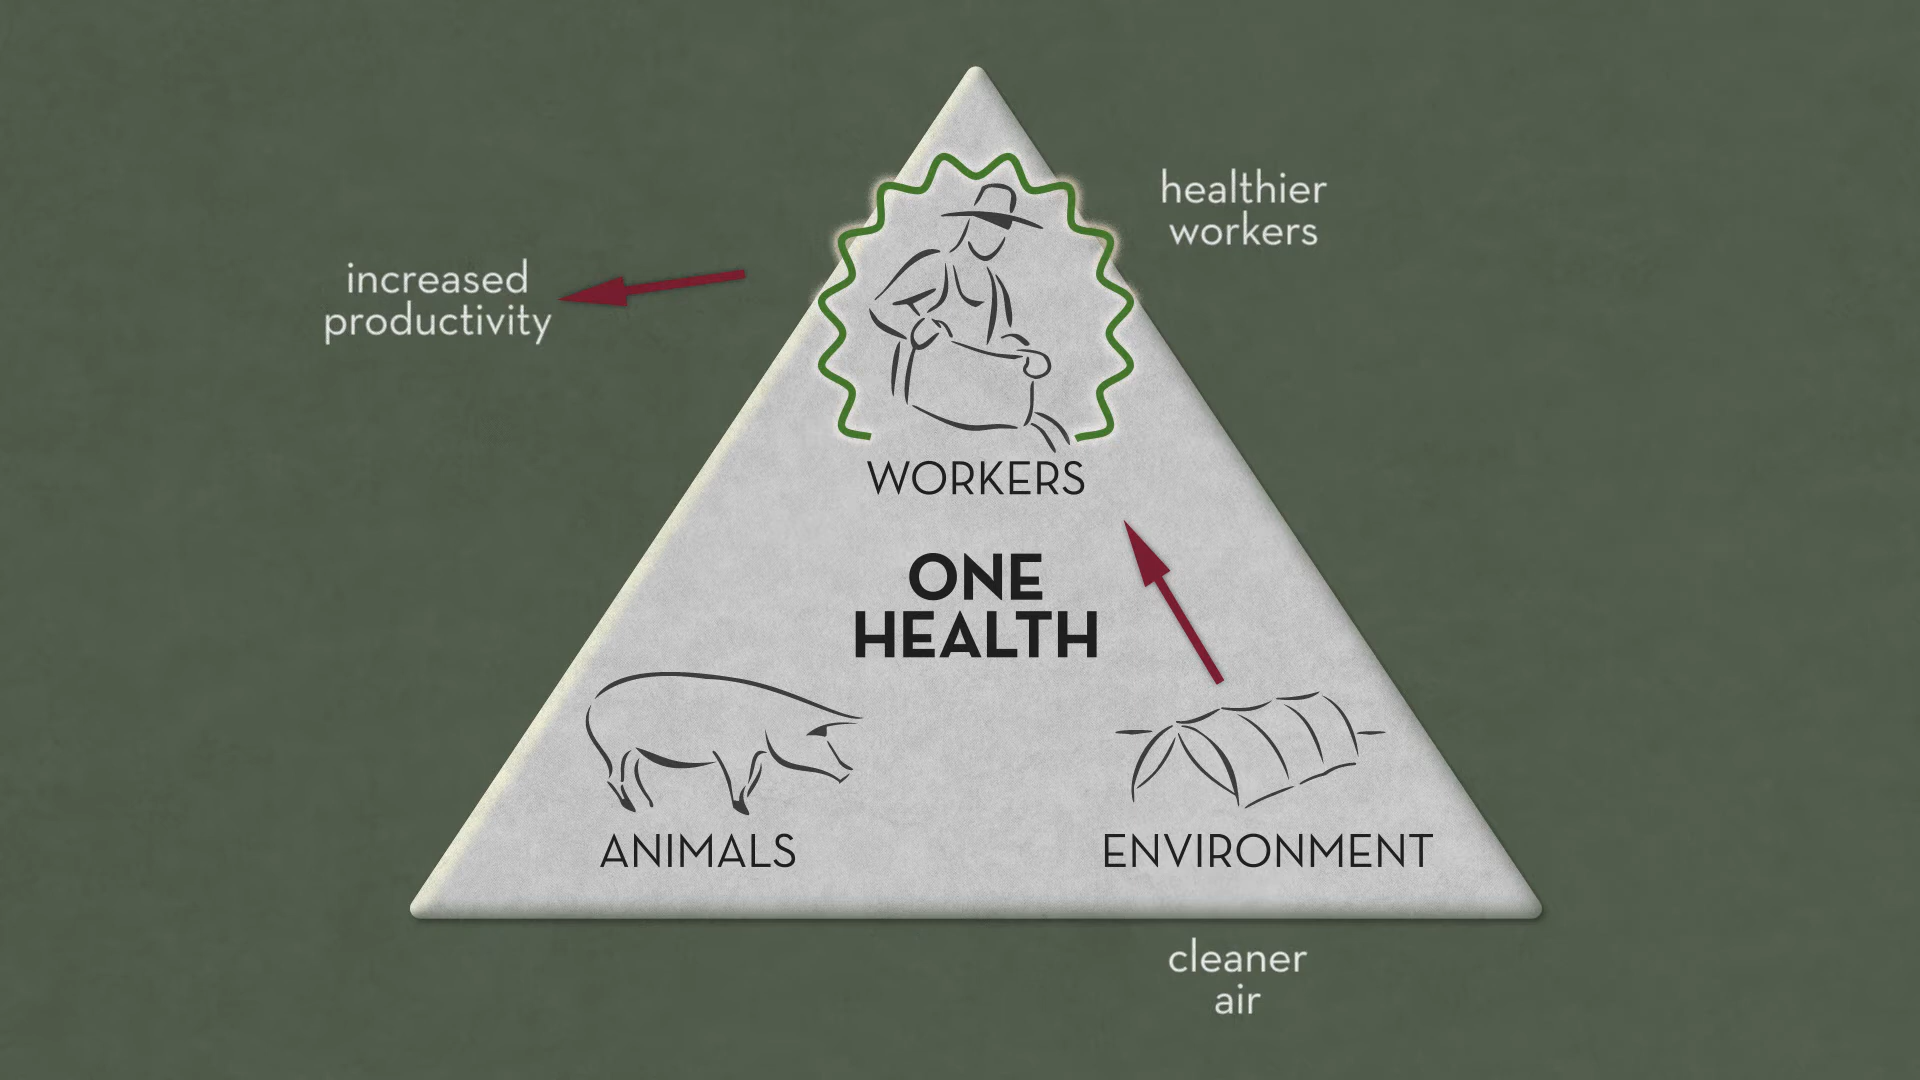 healthier
workers
increased
productivity
WORKERS
ONE
HEALTH
ANIMALS
ENVIRONMENT
cleaner
air